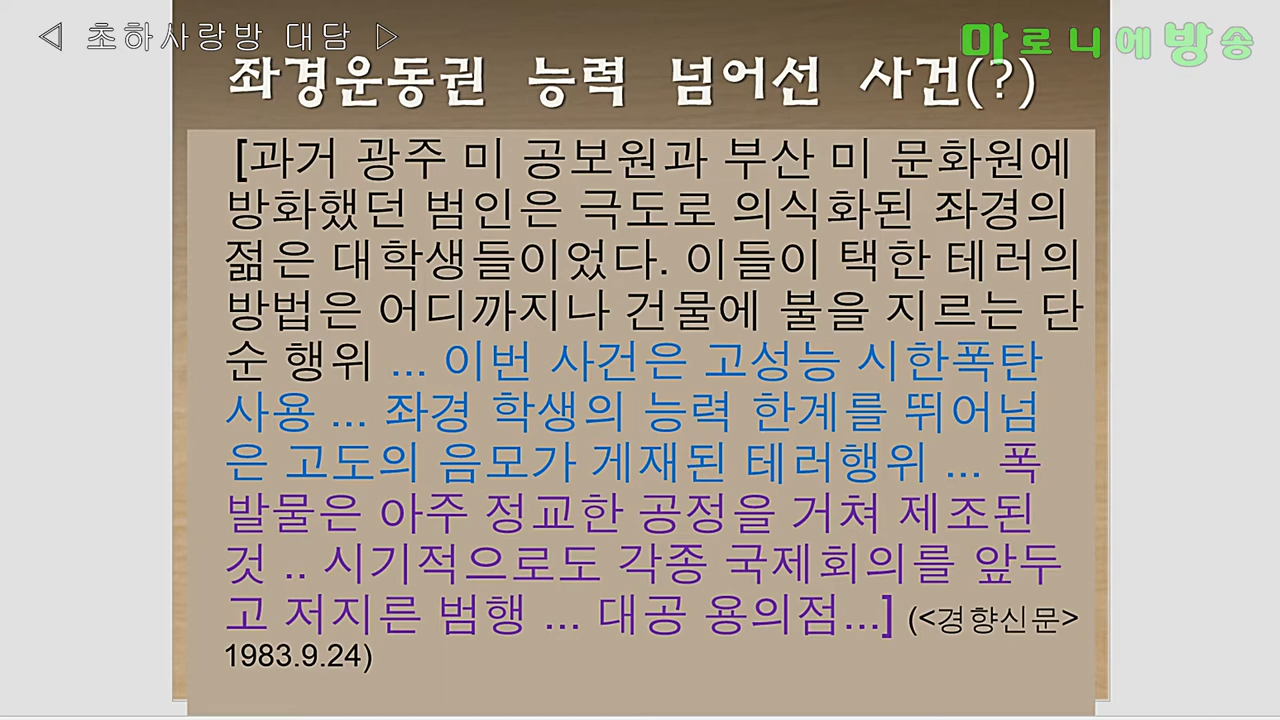 ◁ 초하사랑방 대담 ▷
마로니에방송
좌경운동권 능력 넘어선 사건(?)
[과거 광주 미 공보원과 부산 미 문화원에
방화했던 범인은 극도로 의식화된 좌경의
젊은 대학생들이었다. 이들이 택한 테러의
방법은 어디까지나 건물에 불을 지르는 단
순 행위 ... 이번 사건은 고성능 시한폭탄
사용 ... 좌경 학생의 능력 한계를 뛰어넘
은 고도의 음모가 게재된 테러행위 ... 폭
발물은 아주 정교한 공정을 거쳐 제조된
것 .. 시기적으로도 각종 국제회의를 앞두
고 저지른 범행 ... 대공 용의점...] (<경향신문>
1983.9.24)